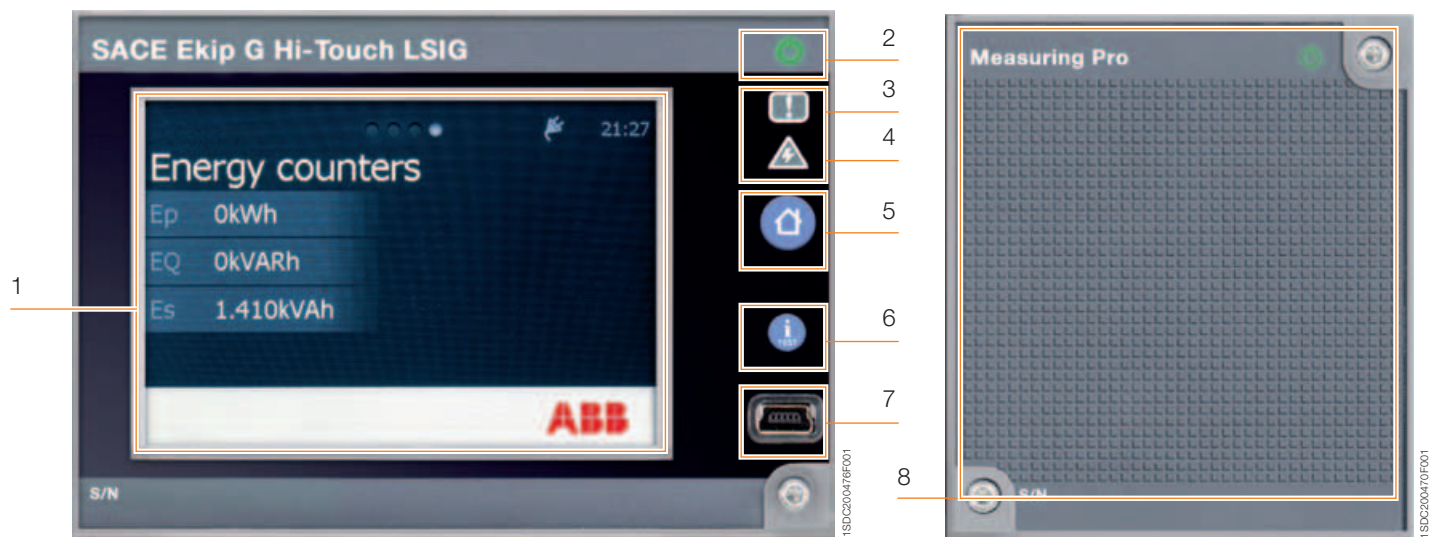 SACE Ekip G Hi-Touch LSIG
21:27
Energy counters
Ep 0kWh
EQ 0kVARh
Es 1.410kVAh
ABB
S/N
TEST
1
2
3
4
5
6
7
8
1SDC200476F001
Measuring Pro
S/N
1SDC200470F001